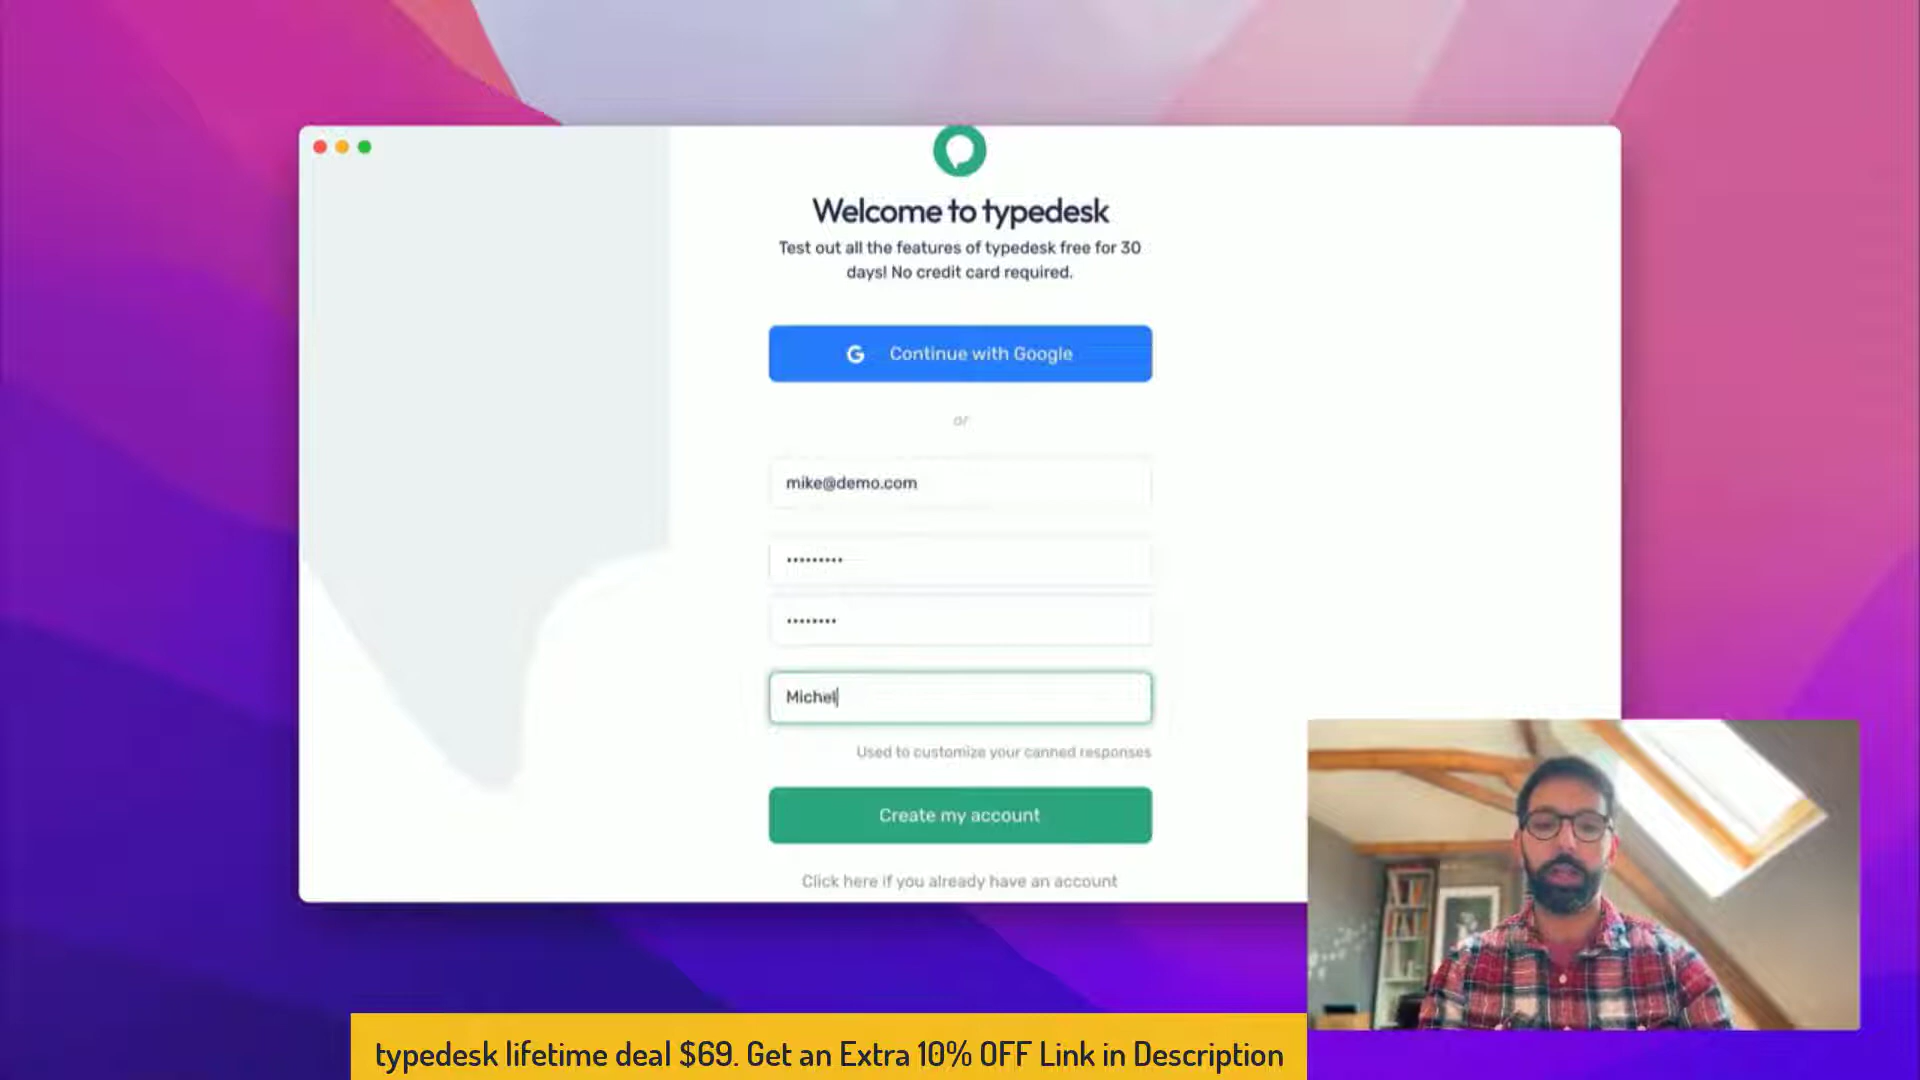 Welcome to typedesk
Test out all the features of typedesk free for 30
days! No credit card required.
G Continue with Google
or
mike@demo.com
•••••••••
••••••••
Michel
Used to customize your canned responses
Create my account
Click here if you already have an account
typedesk lifetime deal $69. Get an Extra 10% OFF Link in Description